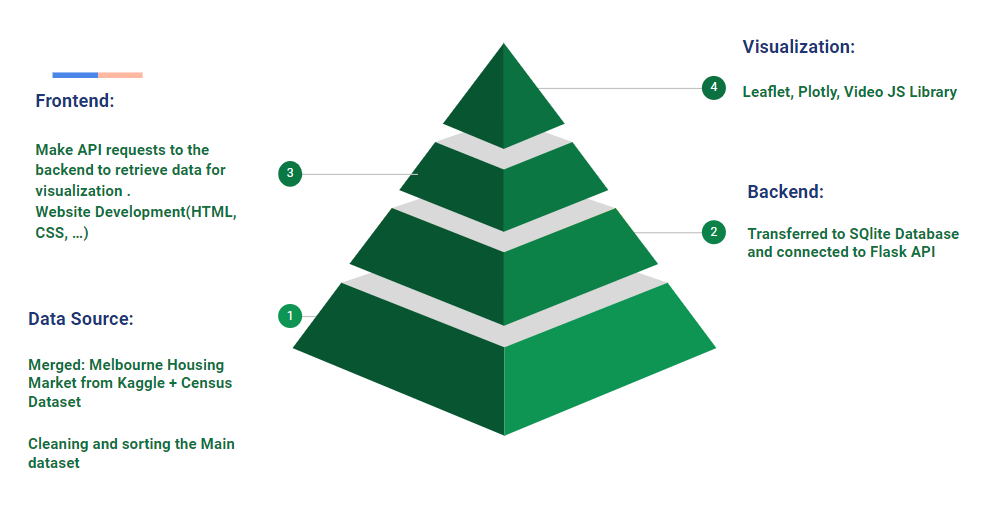 Visualization:
4
Leaflet, Plotly, Video JS Library
Frontend:
Make API requests to the
backend to retrieve data for
visualization .
Website Development(HTML,
CSS, ...)
3
Backend:
2
Transferred to SQlite Database
and connected to Flask API
Data Source:
1
Merged: Melbourne Housing
Market from Kaggle + Census
Dataset
Cleaning and sorting the Main
dataset